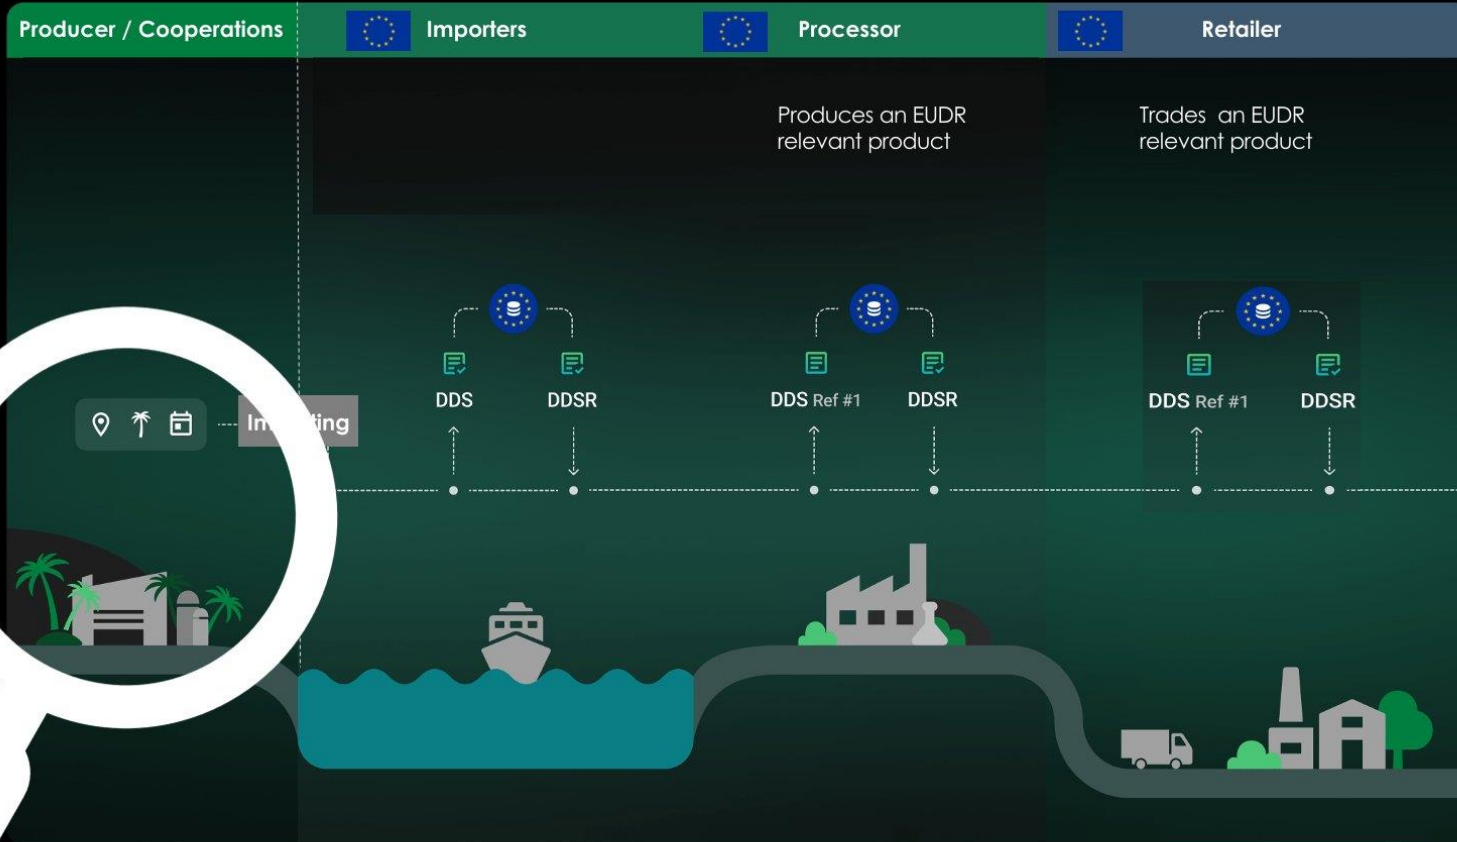 Producer / Cooperations
Importers
Processor
Retailer
Produces an EUDR
relevant product
Trades an EUDR
relevant product
DDS
DDSR
DDS Ref #1
DDSR
DDS Ref #1
DDSR